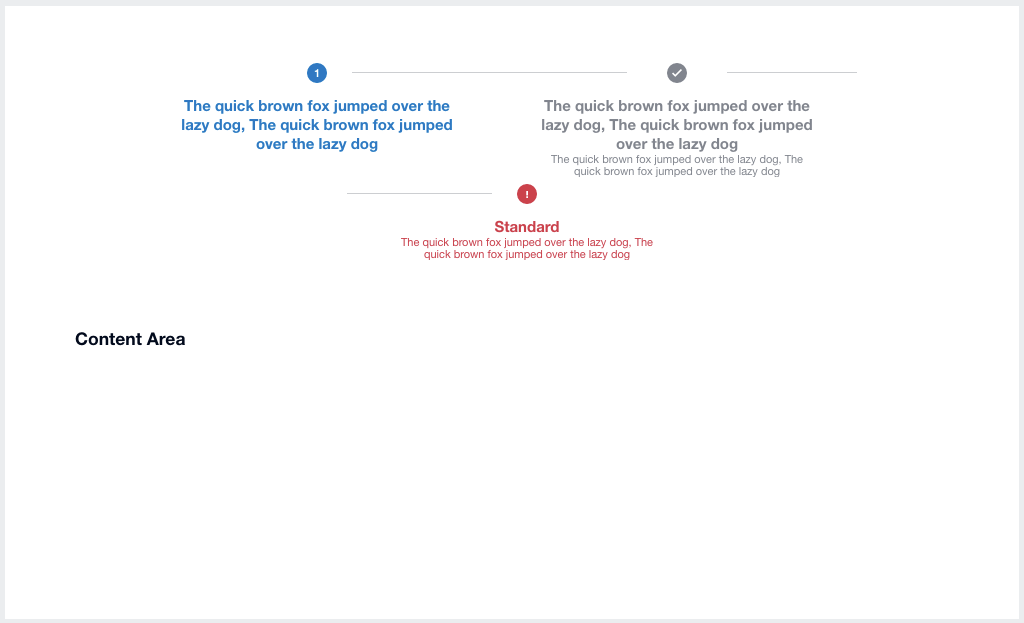 1
The quick brown fox jumped over the
lazy dog, The quick brown fox jumped
over the lazy dog
The quick brown fox jumped over the
lazy dog, The quick brown fox jumped
over the lazy dog
The quick brown fox jumped over the lazy dog, The
quick brown fox jumped over the lazy dog
!
Standard
The quick brown fox jumped over the lazy dog, The
quick brown fox jumped over the lazy dog
Content Area